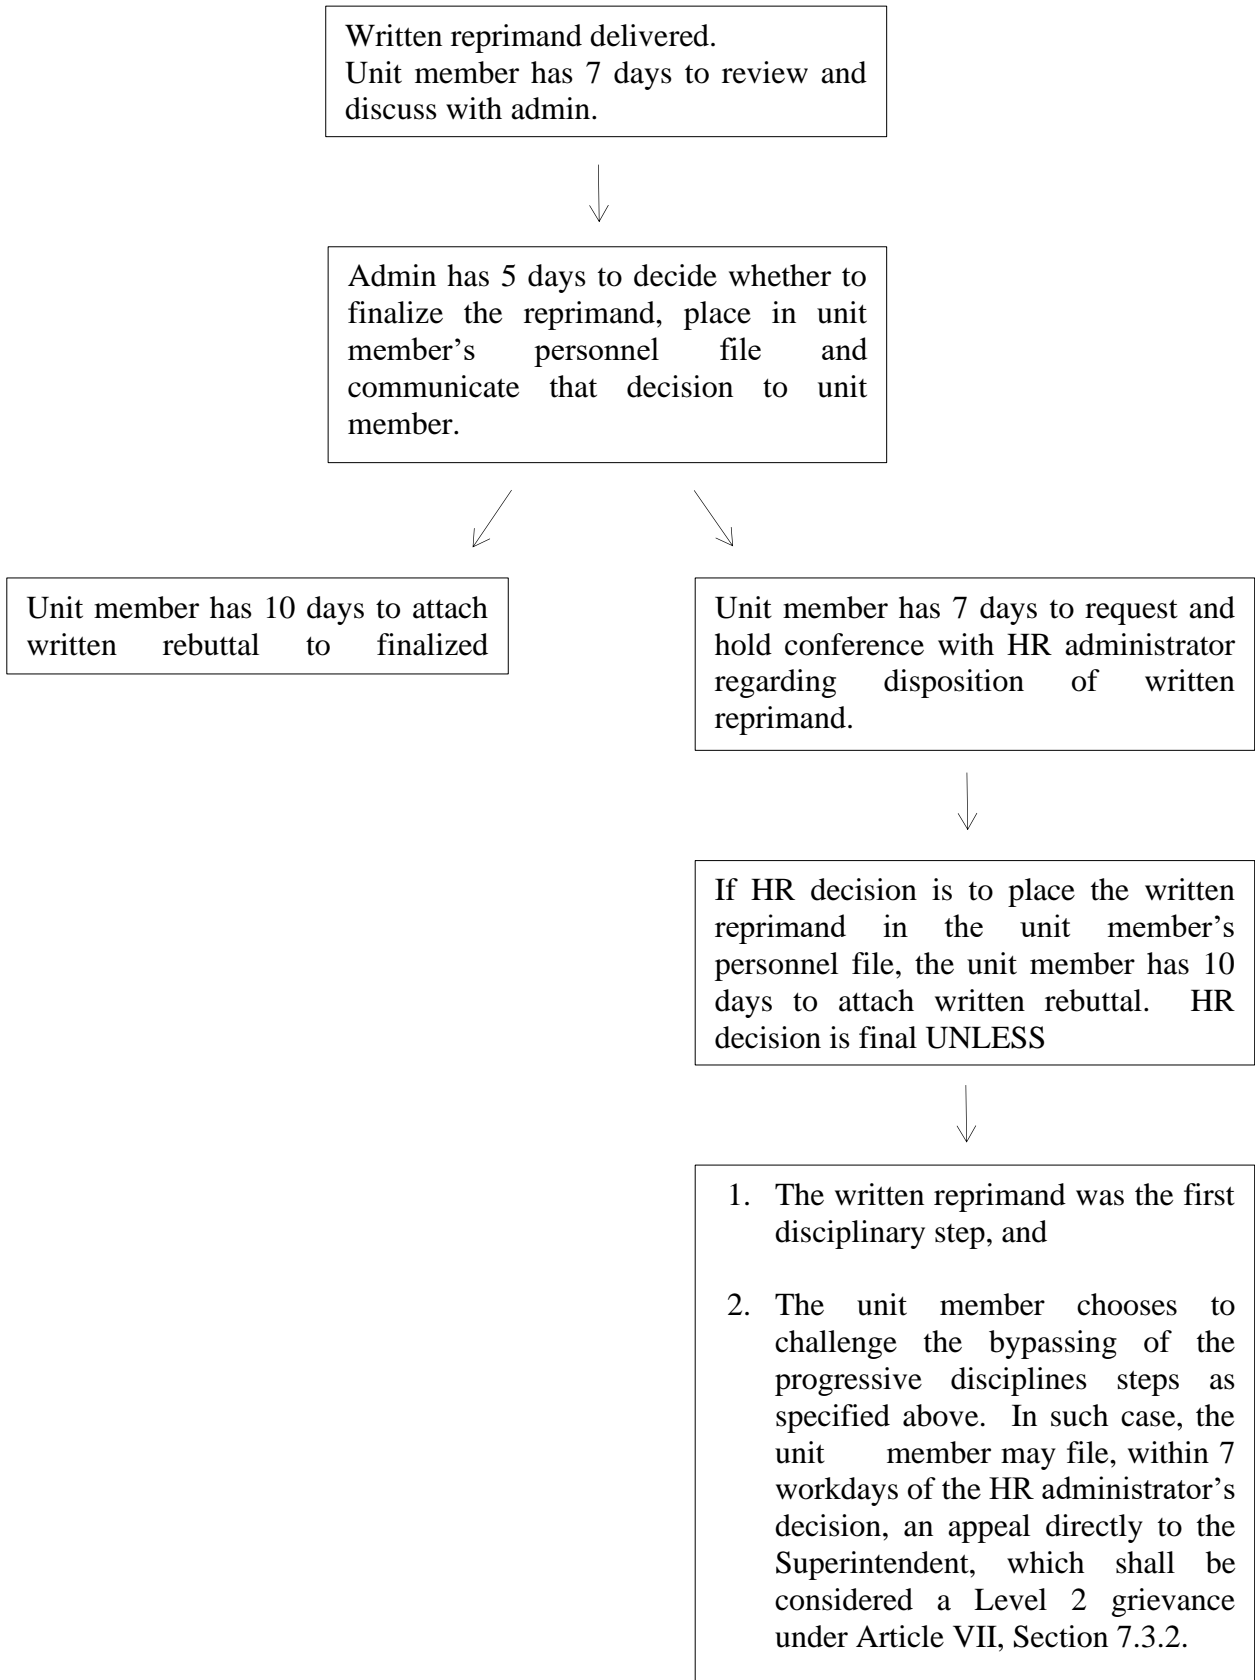 Written reprimand delivered.
Unit member has 7 days to review and
discuss with admin.
Admin has 5 days to decide whether to
finalize the reprimand, place in unit
member’s personnel file and
communicate that decision to unit
member.
Unit member has 10 days to attach
written rebuttal to finalized
Unit member has 7 days to request and
hold conference with HR administrator
regarding disposition of written
reprimand.
If HR decision is to place the written
reprimand in the unit member’s
personnel file, the unit member has 10
days to attach written rebuttal. HR
decision is final UNLESS
1. The written reprimand was the first
disciplinary step, and
2. The unit member chooses to
challenge the bypassing of the
progressive disciplines steps as
specified above. In such case, the
unit member may file, within 7
workdays of the HR administrator’s
decision, an appeal directly to the
Superintendent, which shall be
considered a Level 2 grievance
under Article VII, Section 7.3.2.